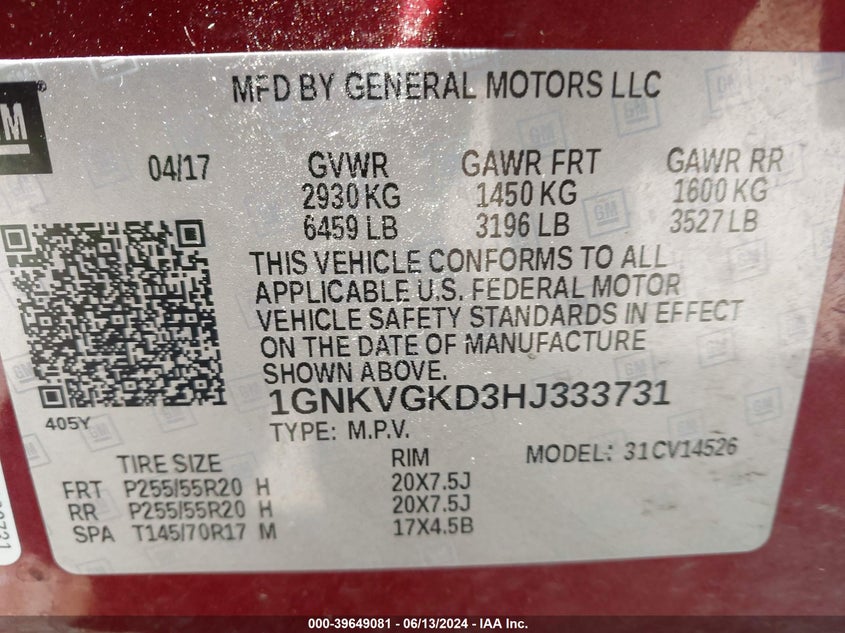 MFD BY GENERAL MOTORS LLC
GM
04/17 GVWR GAWR FRT GAWR RR
2930 KG 1450 KG 1600 KG
6459 LB 3196 LB 3527 LB
THIS VEHICLE CONFORMS TO ALL
APPLICABLE U.S. FEDERAL MOTOR
VEHICLE SAFETY STANDARDS IN EFFECT
ON THE DATE OF MANUFACTURE
SHOWN ABOVE.
1GNKVGKD3HJ333731
405Y
TYPE: M.P.V.
MODEL: 31CV14526
TIRE SIZE RIM
FRT P255/55R20 H 20X7.5J
RR P255/55R20 H 20X7.5J
SPA T145/70R17 M 17X4.5B
000-39649081 - 06/13/2024 - IAA Inc.